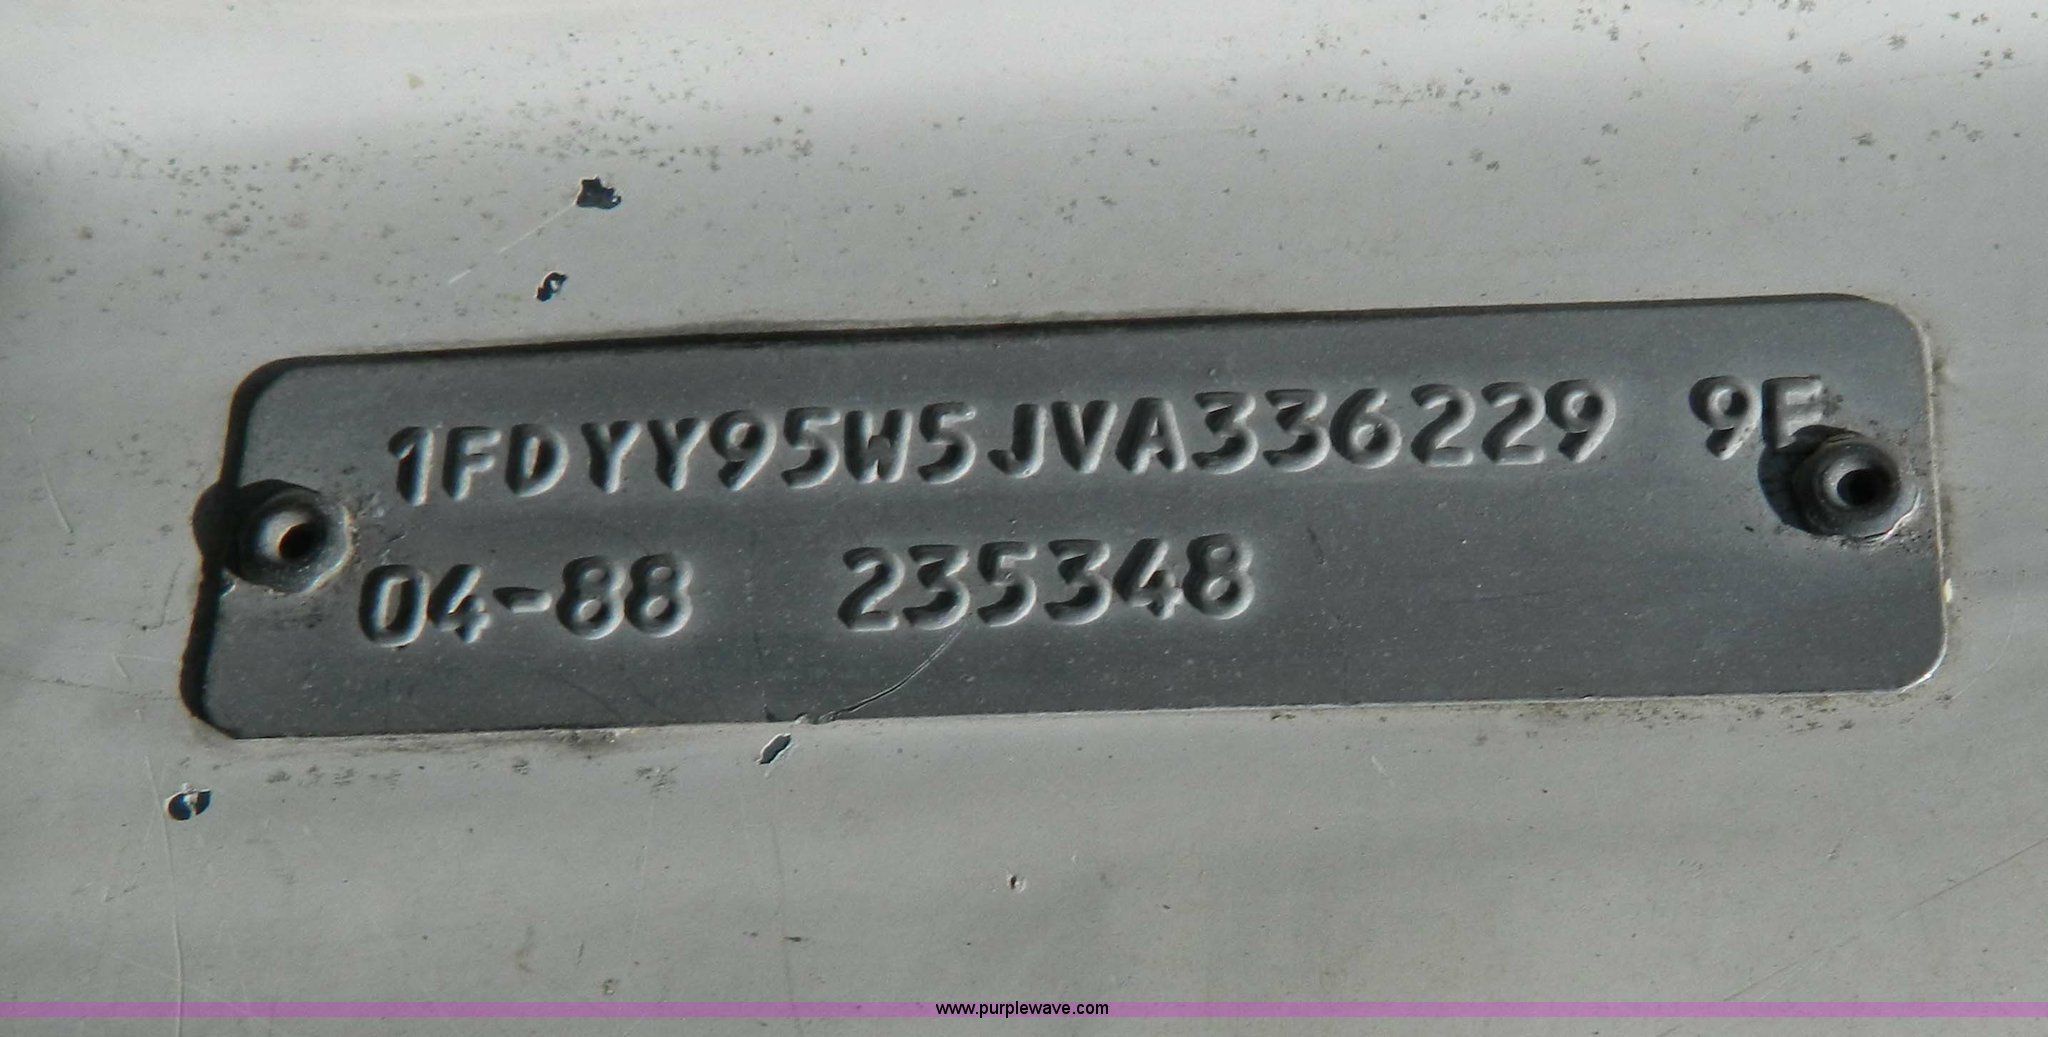 1FDYY95W5JVA336229 9E
04-88 235348
www.purplewave.com